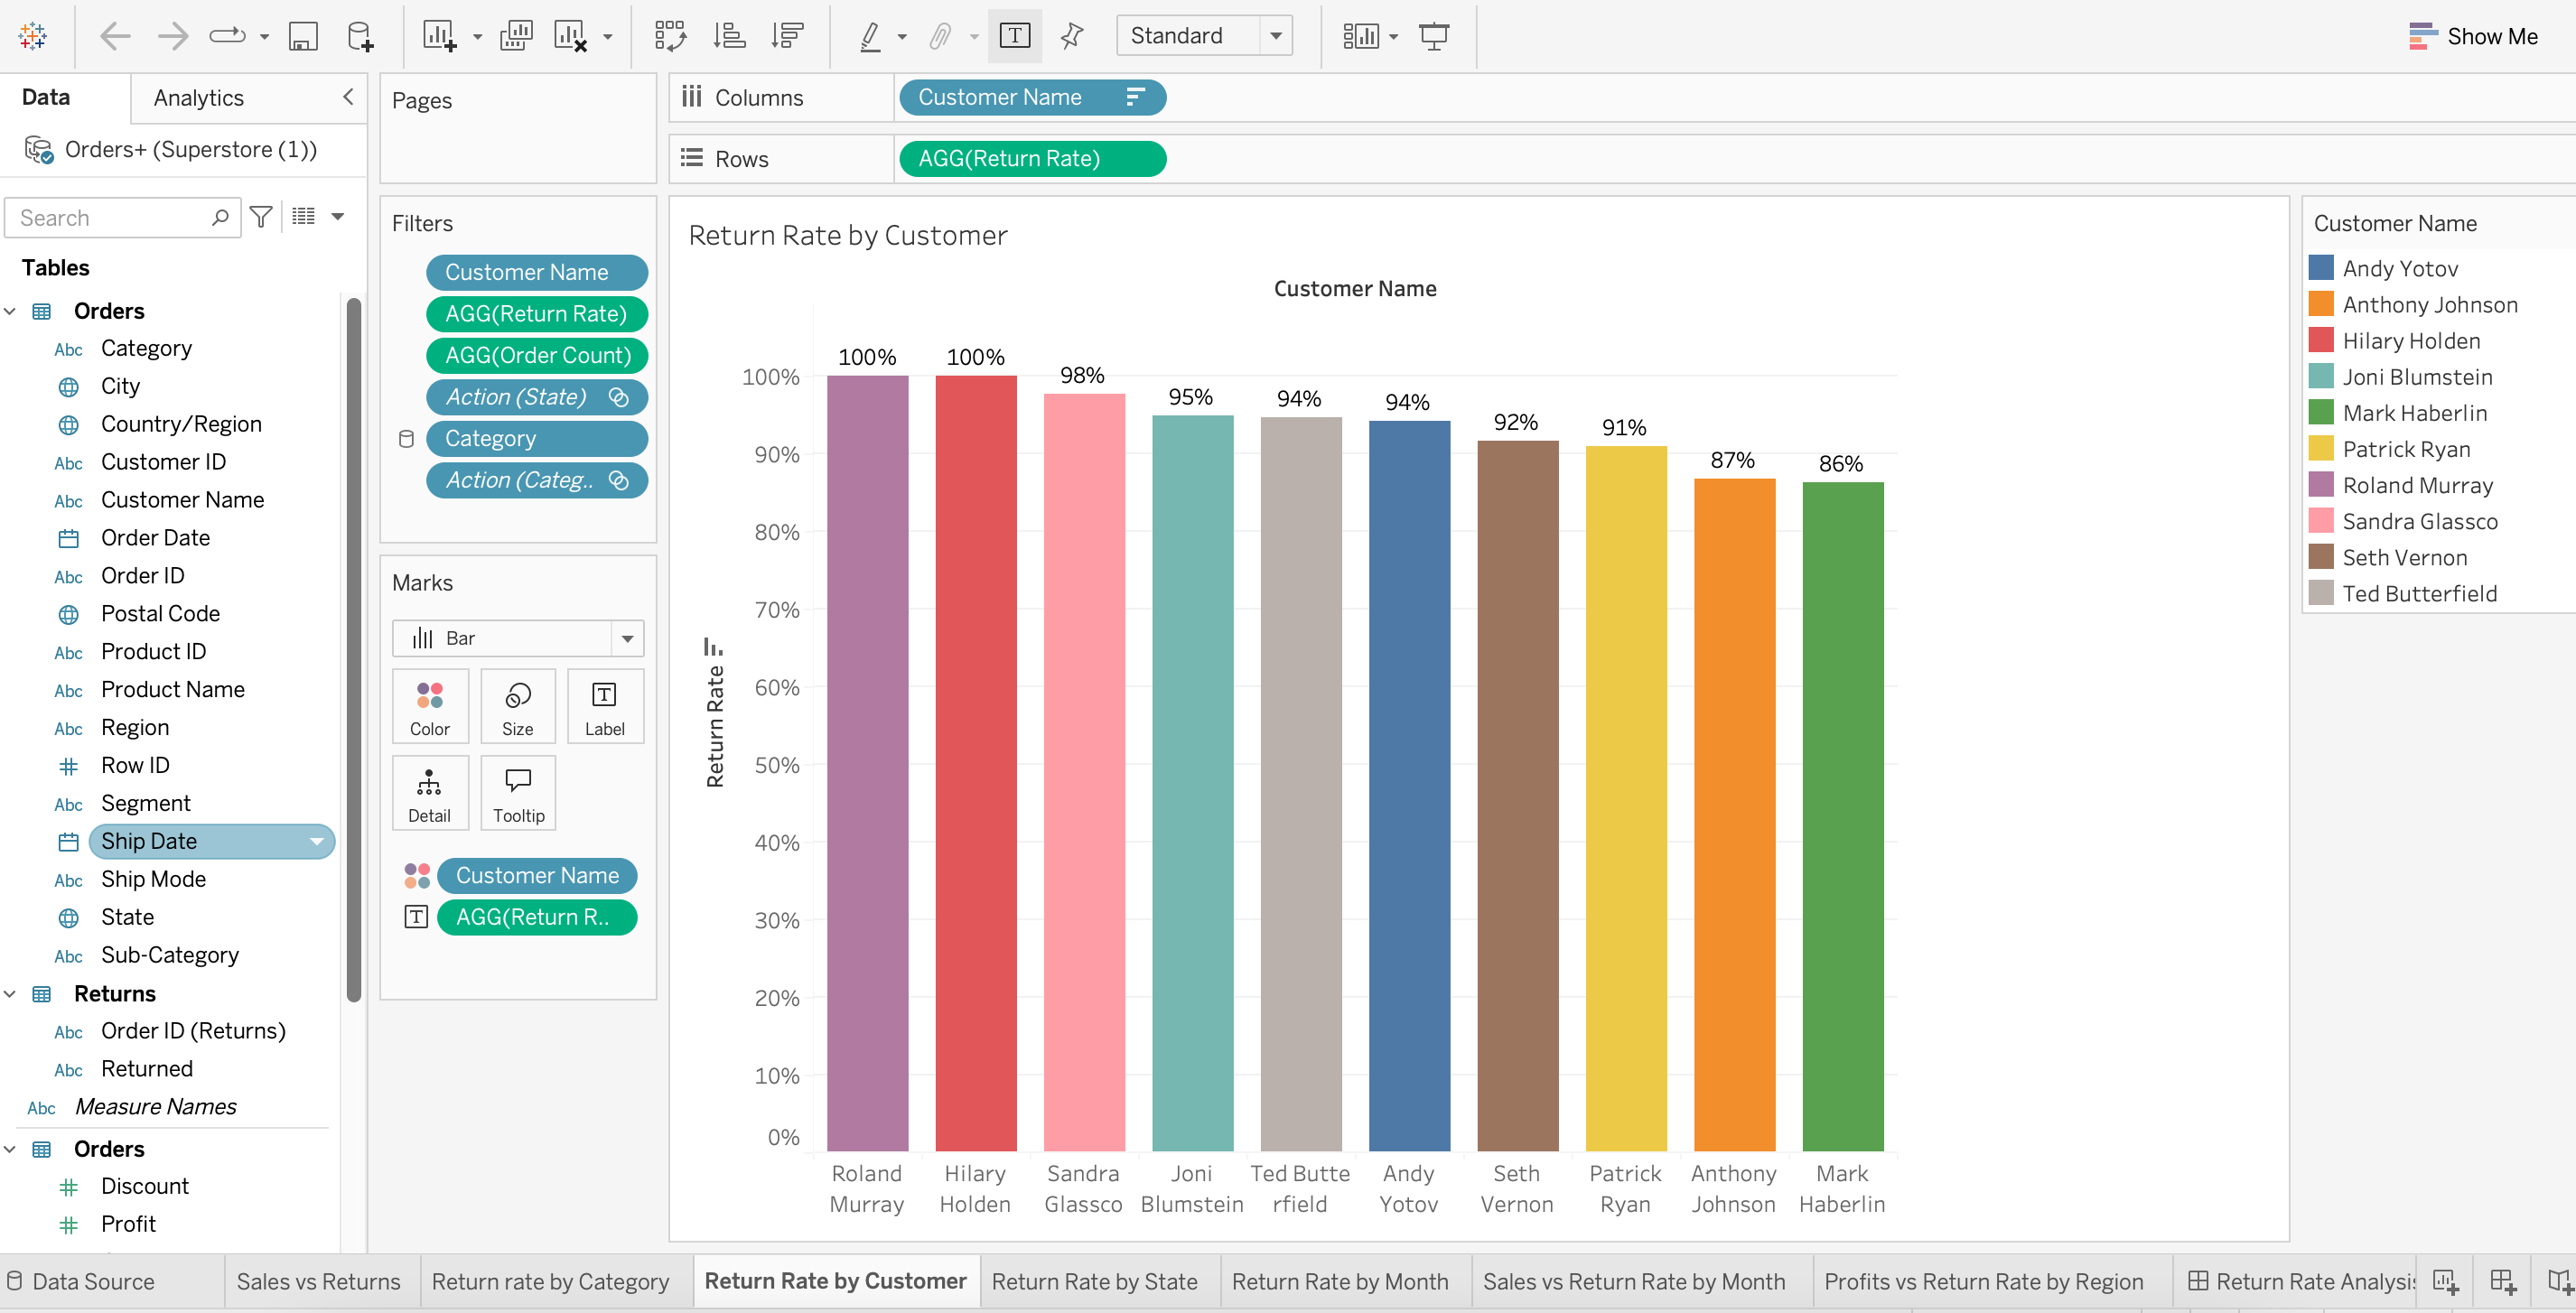 Standard
Show Me
Data
Analytics
Orders+ (Superstore (1))
Search
Tables
Orders
Abc Category
City
Country/Region
Abc Customer ID
Abc Customer Name
Order Date
Abc Order ID
Postal Code
Abc Product ID
Abc Product Name
Abc Region
Row ID
Abc Segment
Ship Date
Abc Ship Mode
State
Abc Sub-Category
Returns
Abc Order ID (Returns)
Abc Returned
Abc Measure Names
Orders
Discount
Profit
Pages
Filters
Customer Name
AGG(Return Rate)
AGG(Order Count)
Action (State)
Category
Action (Categ..
Marks
Bar
Color Size Label
Detail Tooltip
Customer Name
T AGG(Return R..
Columns
Customer Name
Rows
AGG(Return Rate)
Return Rate by Customer
Customer Name
Return Rate
100%
90%
80%
70%
60%
50%
40%
30%
20%
10%
0%
100% 100% 98% 95% 94% 94% 92% 91% 87% 86%
Roland
Murray
Hilary
Holden
Sandra
Glassco
Joni
Blumstein
Ted Butte
rfield
Andy
Yotov
Seth
Vernon
Patrick
Ryan
Anthony
Johnson
Mark
Haberlin
Customer Name
Andy Yotov
Anthony Johnson
Hilary Holden
Joni Blumstein
Mark Haberlin
Patrick Ryan
Roland Murray
Sandra Glassco
Seth Vernon
Ted Butterfield
Data Source
Sales vs Returns
Return rate by Category
Return Rate by Customer
Return Rate by State
Return Rate by Month
Sales vs Return Rate by Month
Profits vs Return Rate by Region
Return Rate Analysis